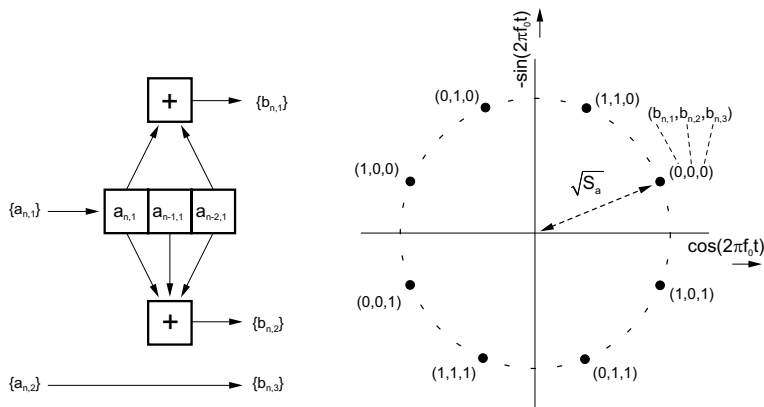 +
{b_{n,1}}
{a_{n,1}}
a_{n,1} a_{n-1,1} a_{n-2,1}
+
{b_{n,2}}
{a_{n,2}}
{b_{n,3}}
-sin(2πf_0t)
(0,1,0)
(1,1,0)
(b_{n,1},b_{n,2},b_{n,3})
(1,0,0)
(0,0,0)
√S_a
cos(2πf_0t)
(0,0,1)
(1,0,1)
(1,1,1)
(0,1,1)